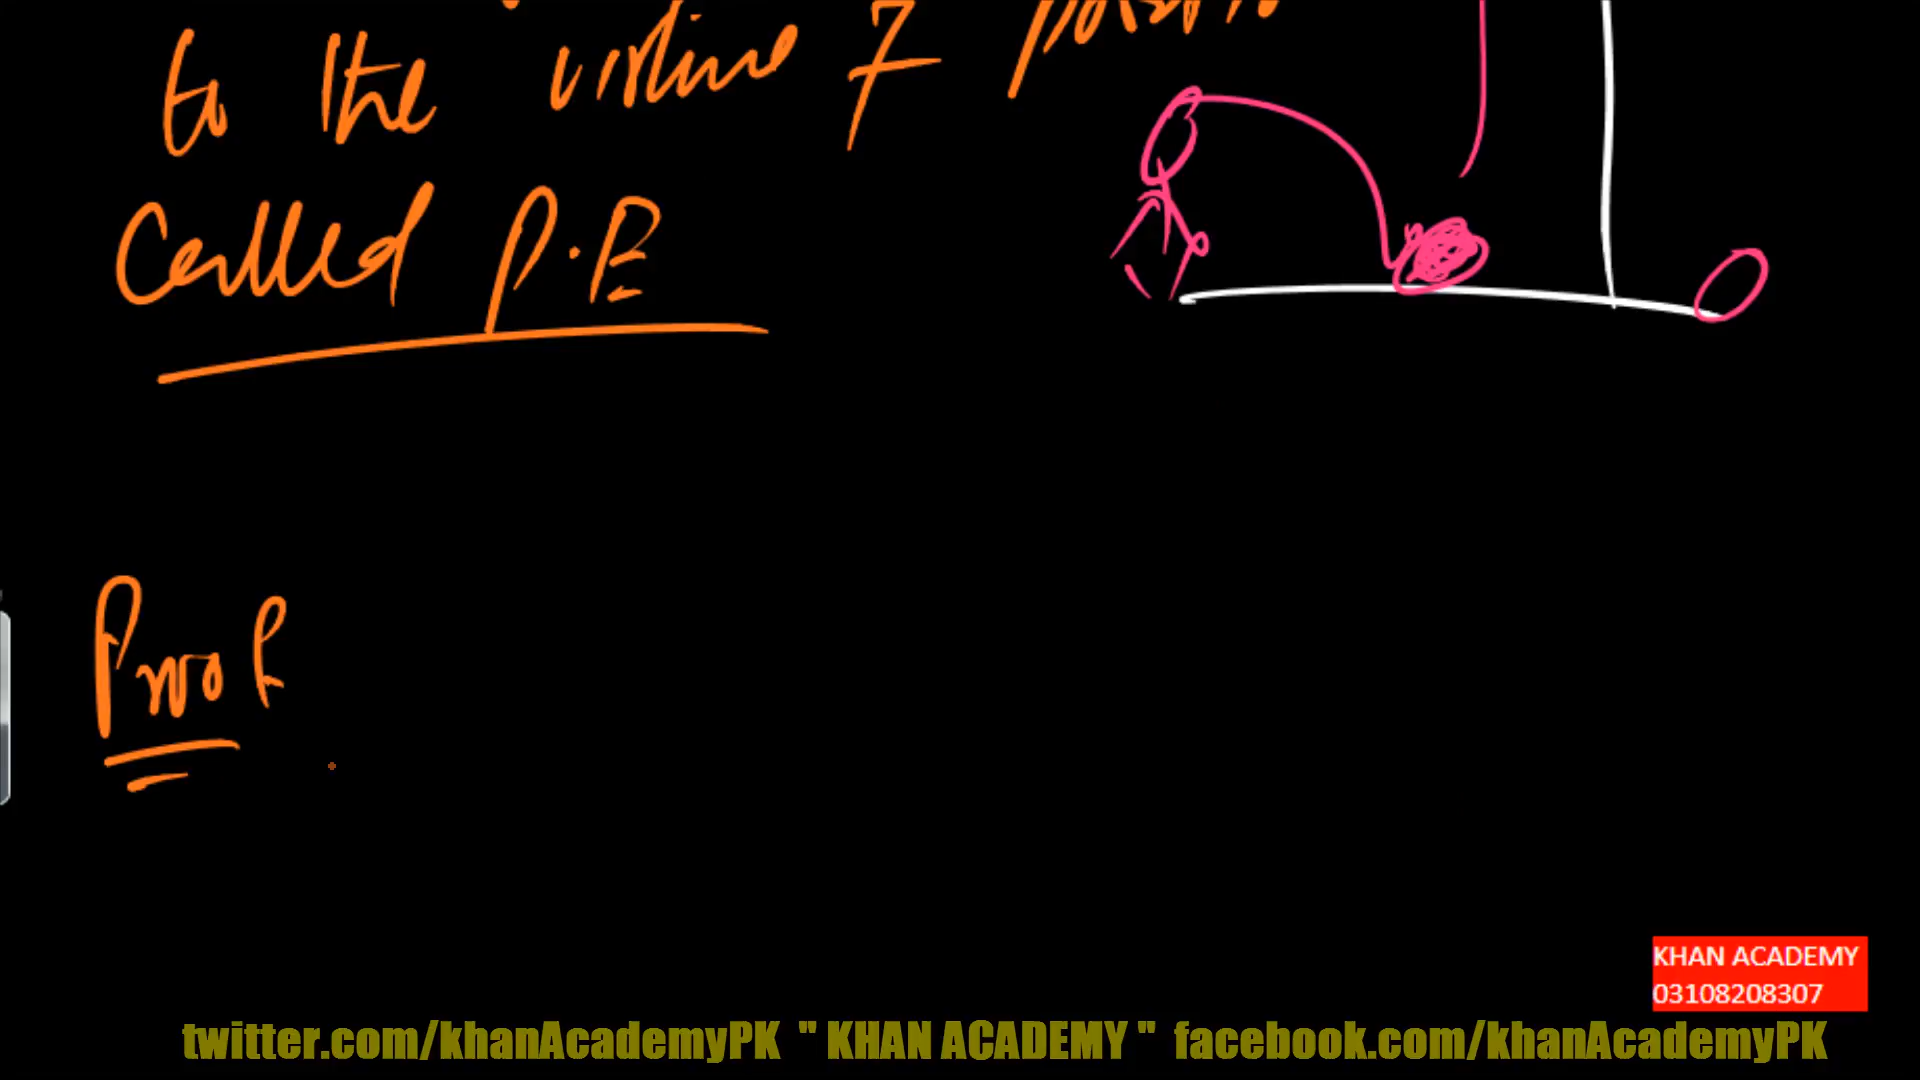 to the virtue of
Called P.E
Proof
KHAN ACADEMY
03108208307
twitter.com/khanAcademyPK " KHAN ACADEMY " facebook.com/khanAcademyPK